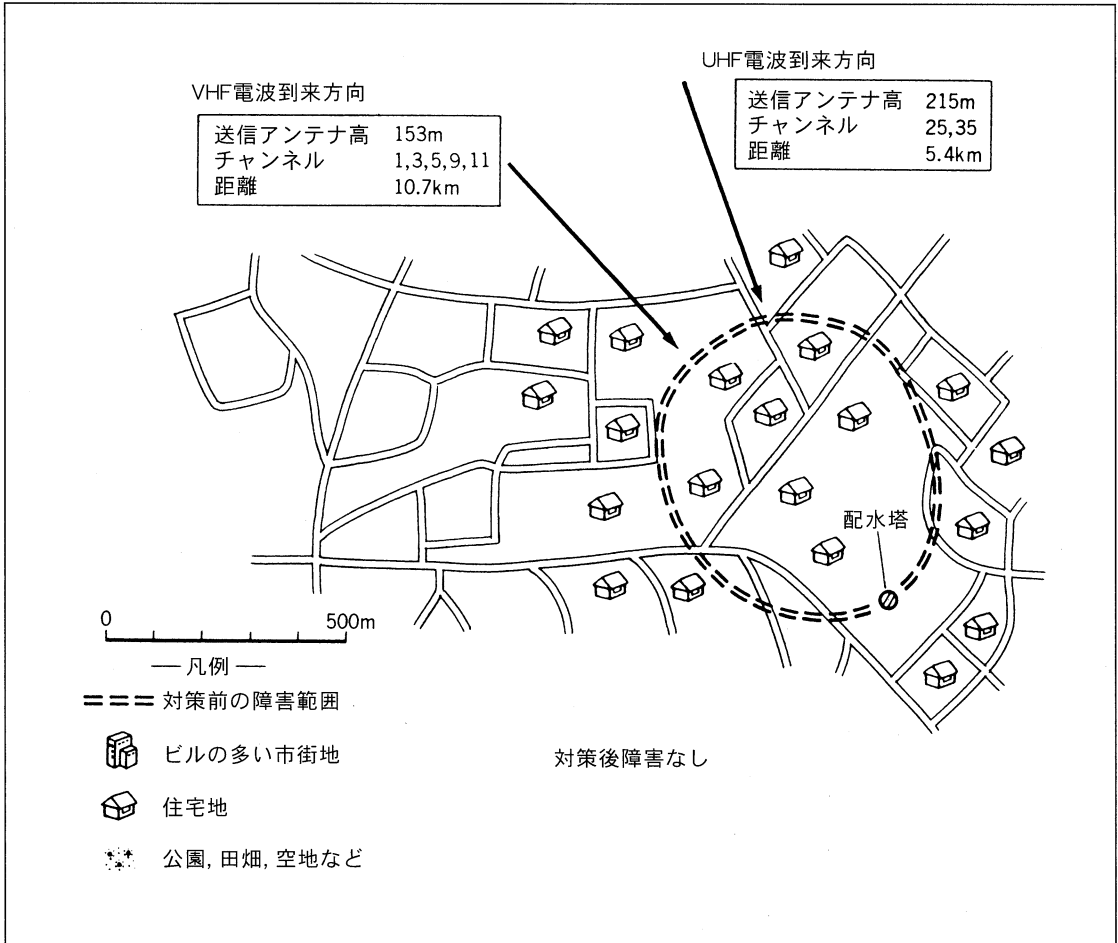 VHF電波到来方向
送信アンテナ高 153m
チャンネル 1,3,5,9,11
距離 10.7km
UHF電波到来方向
送信アンテナ高 215m
チャンネル 25,35
距離 5.4km
配水塔
0 500m
―凡例―
対策前の障害範囲
ビルの多い市街地
住宅地
公園,田畑,空地など
対策後障害なし